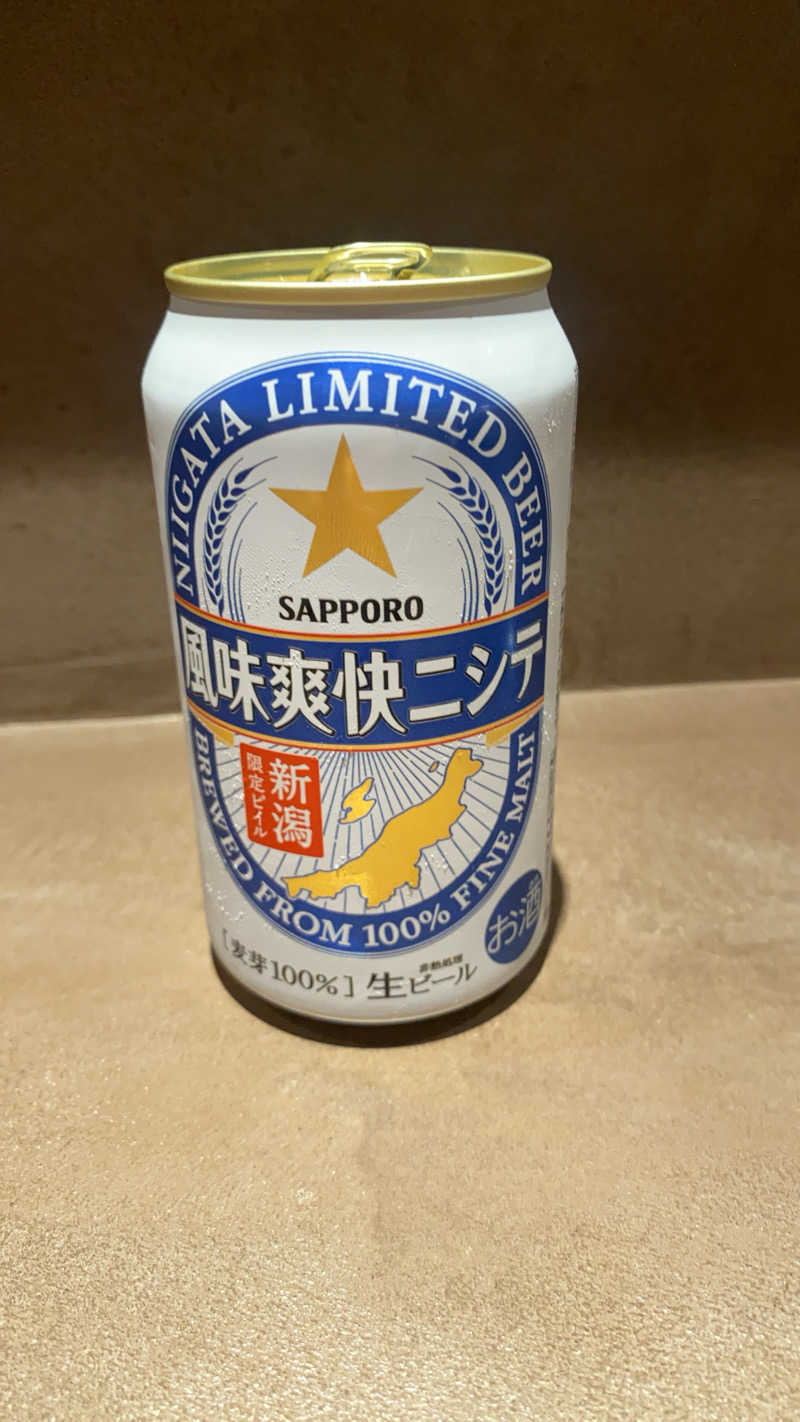 NIIGATA LIMITED BEER
SAPPORO
風味爽快ニシテ
新潟
限定ビイル
BREWED FROM 100% FINE MALT
お酒
[麦芽100%] 生ビール
非熱処理